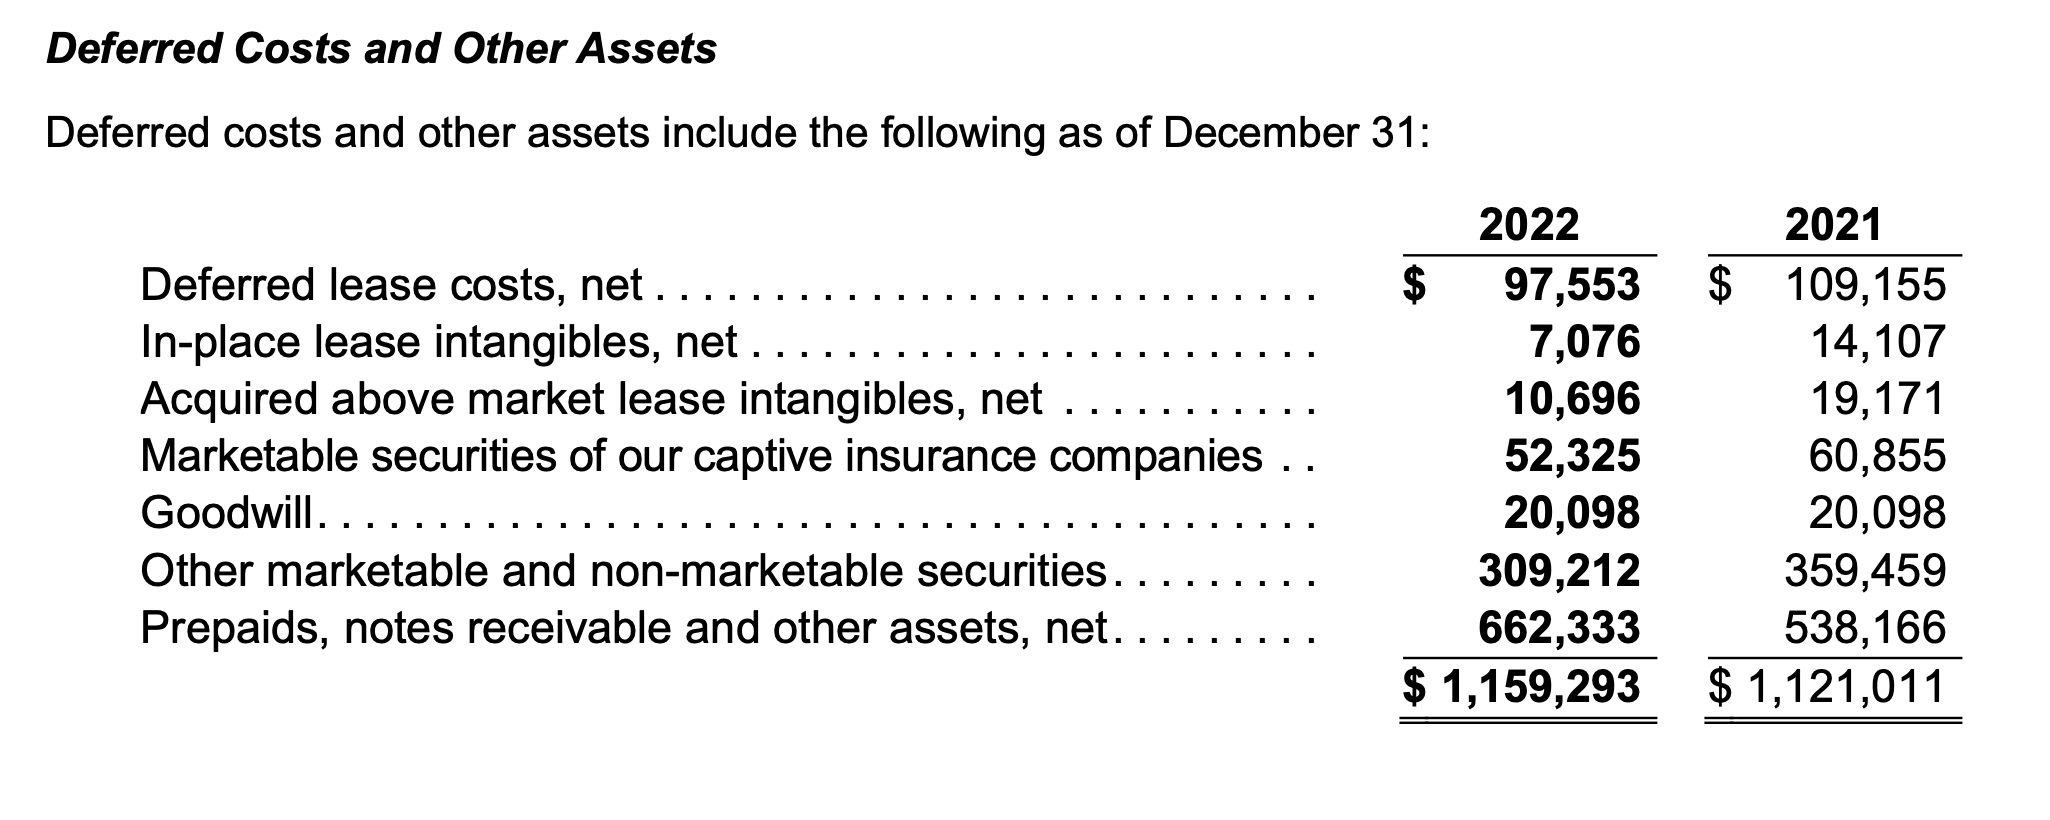 Deferred Costs and Other Assets
Deferred costs and other assets include the following as of December 31:
2022 2021
Deferred lease costs, net . . . . . . . . . . . . . . . . . . . . . . . . . . . . $ 97,553 $ 109,155
In-place lease intangibles, net . . . . . . . . . . . . . . . . . . . . . . . . 7,076 14,107
Acquired above market lease intangibles, net . . . . . . . . . . . 10,696 19,171
Marketable securities of our captive insurance companies . . 52,325 60,855
Goodwill. . . . . . . . . . . . . . . . . . . . . . . . . . . . . . . . . . . . . . . . . . 20,098 20,098
Other marketable and non-marketable securities. . . . . . . . . 309,212 359,459
Prepaids, notes receivable and other assets, net. . . . . . . . . 662,333 538,166
$ 1,159,293 $ 1,121,011